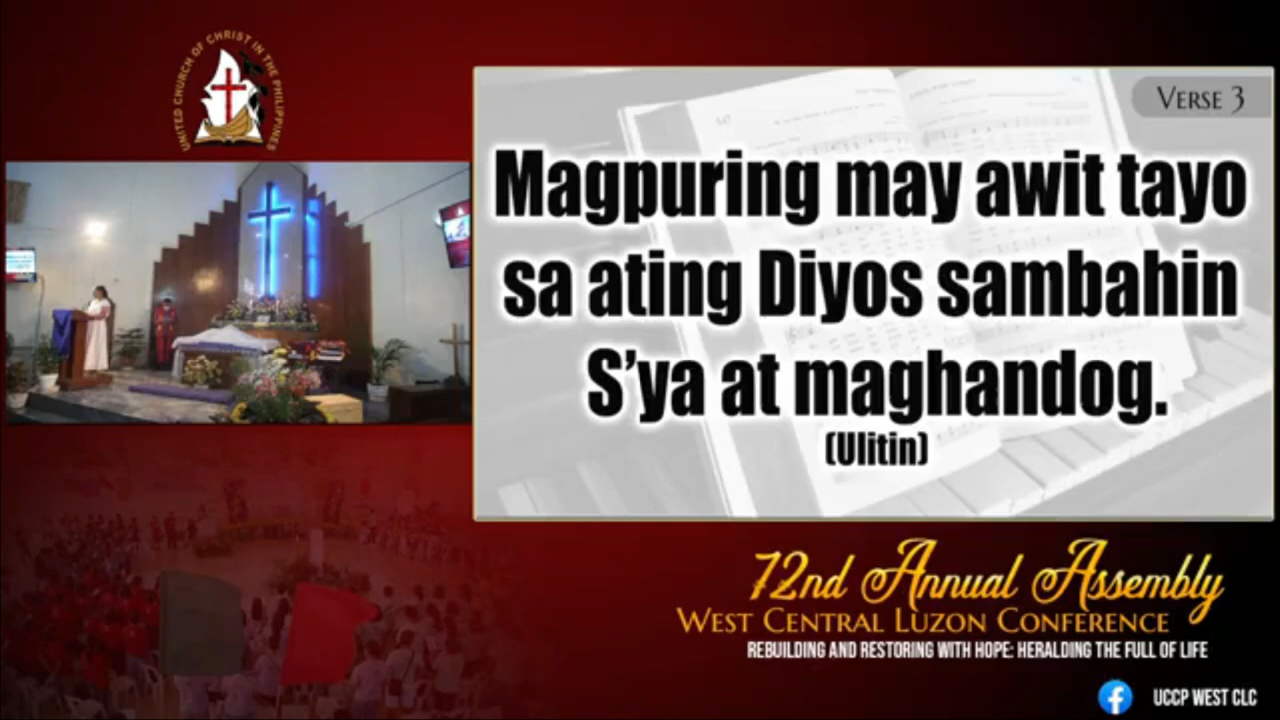 UNITED CHURCH OF CHRIST IN THE PHILIPPINES
VERSE 3
Magpuring may awit tayo
sa ating Diyos sambahin
S'ya at maghandog.
(Ulitin)
72nd Annual Assembly
WEST CENTRAL LUZON CONFERENCE
REBUILDING AND RESTORING WITH HOPE: HERALDING THE FULL OF LIFE
UCCP WEST CLC